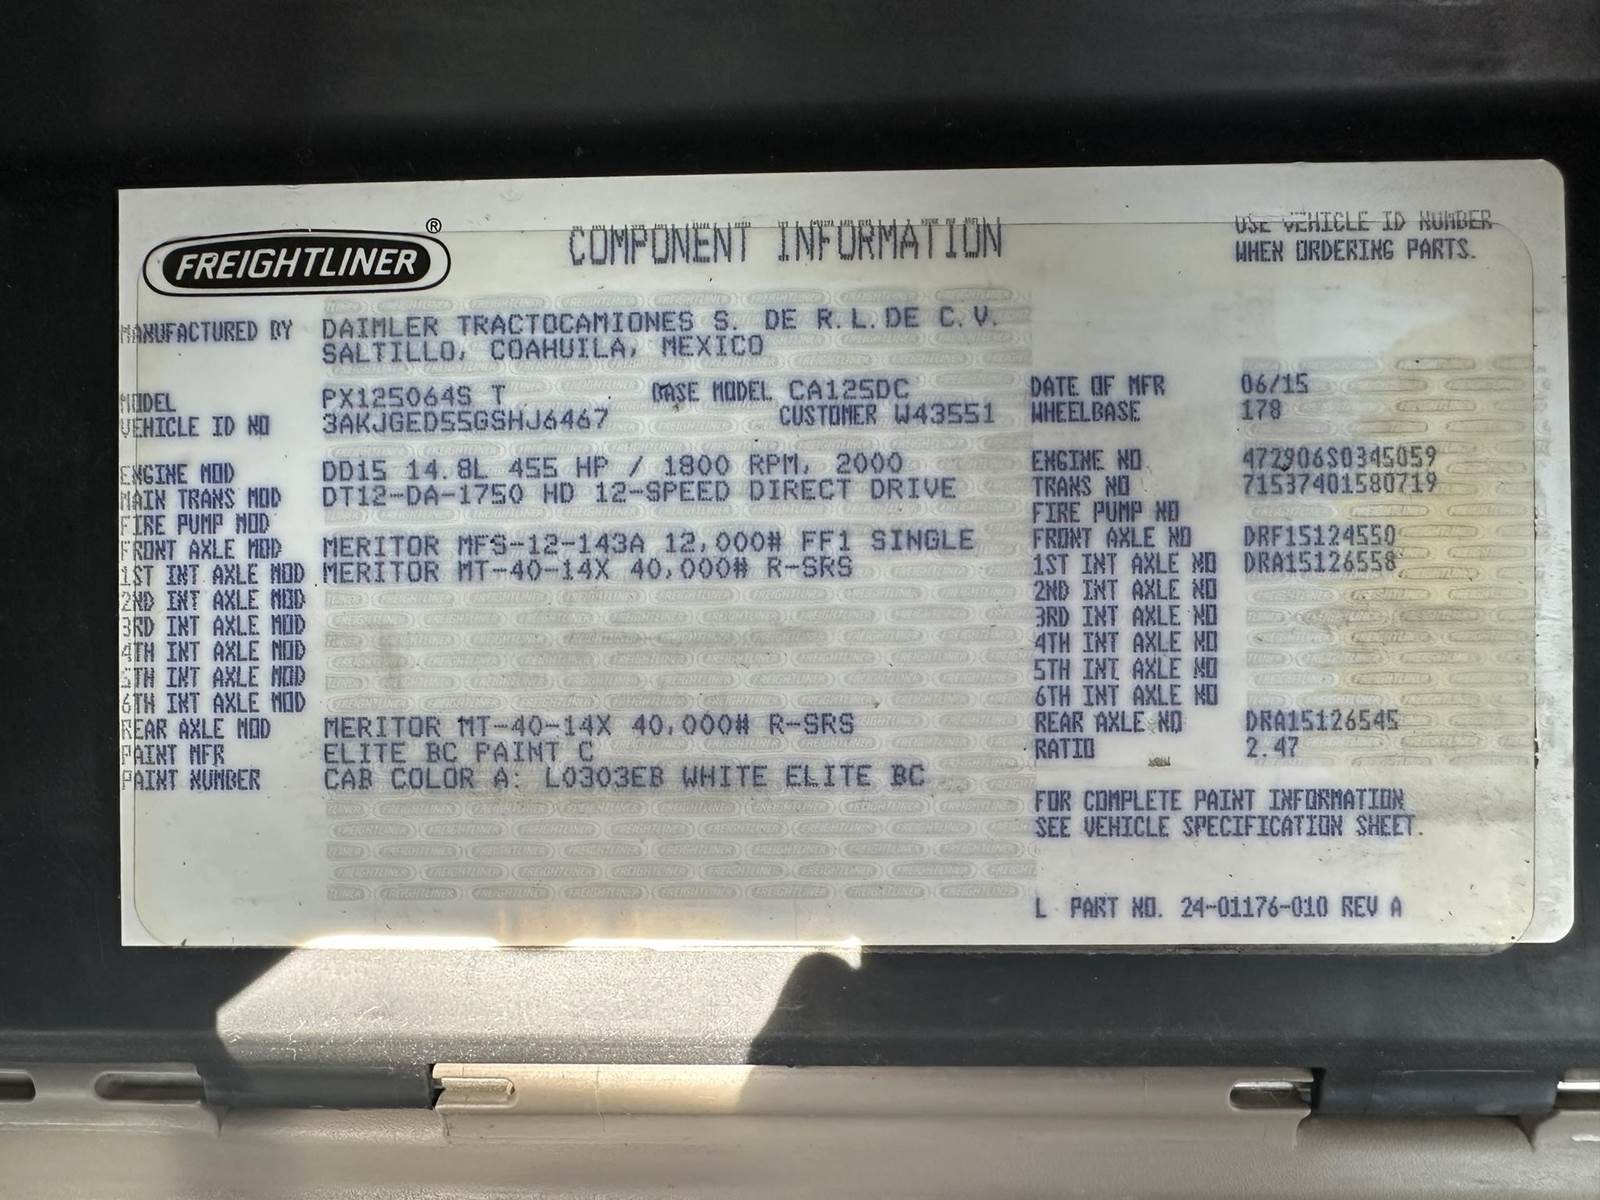 FREIGHTLINER®
COMPONENT INFORMATION
USE VEHICLE ID NUMBER
WHEN ORDERING PARTS.
MANUFACTURED BY DAIMLER TRACTOCAMIONES S. DE R.L.DE C.V.
SALTILLO, COAHUILA, MEXICO
MODEL PX125064S T BASE MODEL CA125DC DATE OF MFR 06/15
VEHICLE ID NO 3AKJGED55GSHJ6467 CUSTOMER W43551 WHEELBASE 178
ENGINE MOD DD15 14.8L 455 HP / 1800 RPM, 2000 ENGINE NO 472906S0345059
MAIN TRANS MOD DT12-DA-1750 HD 12-SPEED DIRECT DRIVE TRANS NO 71537401580719
FIRE PUMP MOD FIRE PUMP NO
FRONT AXLE MOD MERITOR MFS-12-143A 12,000# FF1 SINGLE FRONT AXLE NO DRF15124550
1ST INT AXLE MOD MERITOR MT-40-14X 40,000# R-SRS 1ST INT AXLE NO DRA15126558
2ND INT AXLE MOD 2ND INT AXLE NO
3RD INT AXLE MOD 3RD INT AXLE NO
4TH INT AXLE MOD 4TH INT AXLE NO
5TH INT AXLE MOD 5TH INT AXLE NO
6TH INT AXLE MOD 6TH INT AXLE NO
REAR AXLE MOD MERITOR MT-40-14X 40,000# R-SRS REAR AXLE NO DRA15126545
PAINT MFR ELITE BC PAINT C RATIO 2.47
PAINT NUMBER CAB COLOR A: L0303EB WHITE ELITE BC
FOR COMPLETE PAINT INFORMATION
SEE VEHICLE SPECIFICATION SHEET.
L PART NO. 24-01176-010 REV A